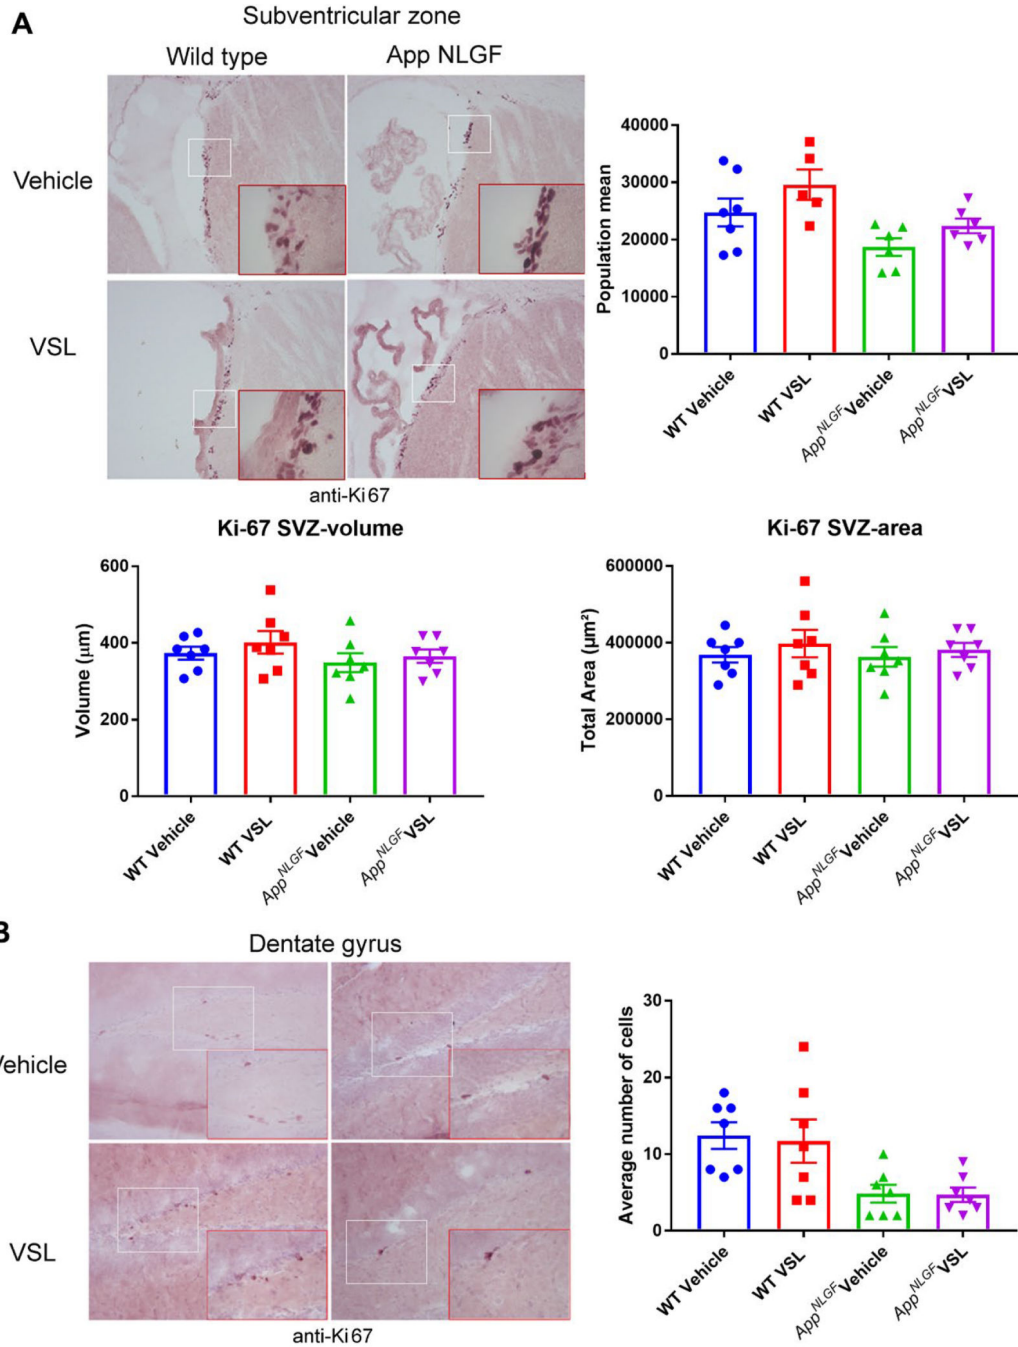 A
Subventricular zone
Wild type
App NLGF
Vehicle
VSL
anti-Ki67
Population mean
40000
30000
20000
10000
0
WT Vehicle
WT VSL
App^NLGF Vehicle
App^NLGF VSL
Ki-67 SVZ-volume
Volume (μm)
600
400
200
0
WT Vehicle
WT VSL
App^NLGF Vehicle
App^NLGF VSL
Ki-67 SVZ-area
Total Area (μm²)
600000
400000
200000
0
WT Vehicle
WT VSL
App^NLGF Vehicle
App^NLGF VSL
B
Dentate gyrus
Vehicle
VSL
anti-Ki67
Average number of cells
30
20
10
0
WT Vehicle
WT VSL
App^NLGF Vehicle
App^NLGF VSL